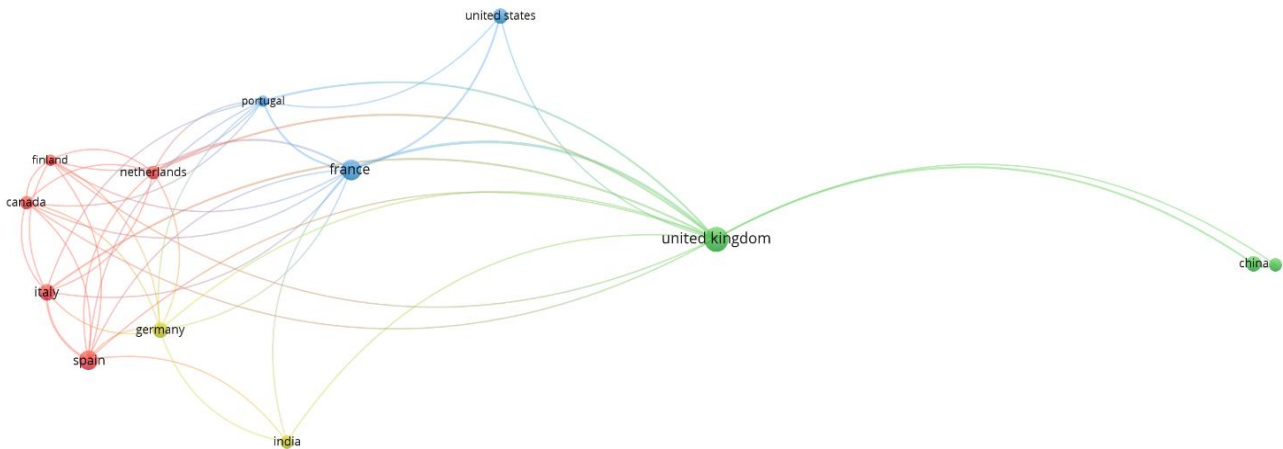 united states
portugal
finland
netherlands
france
canada
united kingdom
china
italy
germany
spain
india